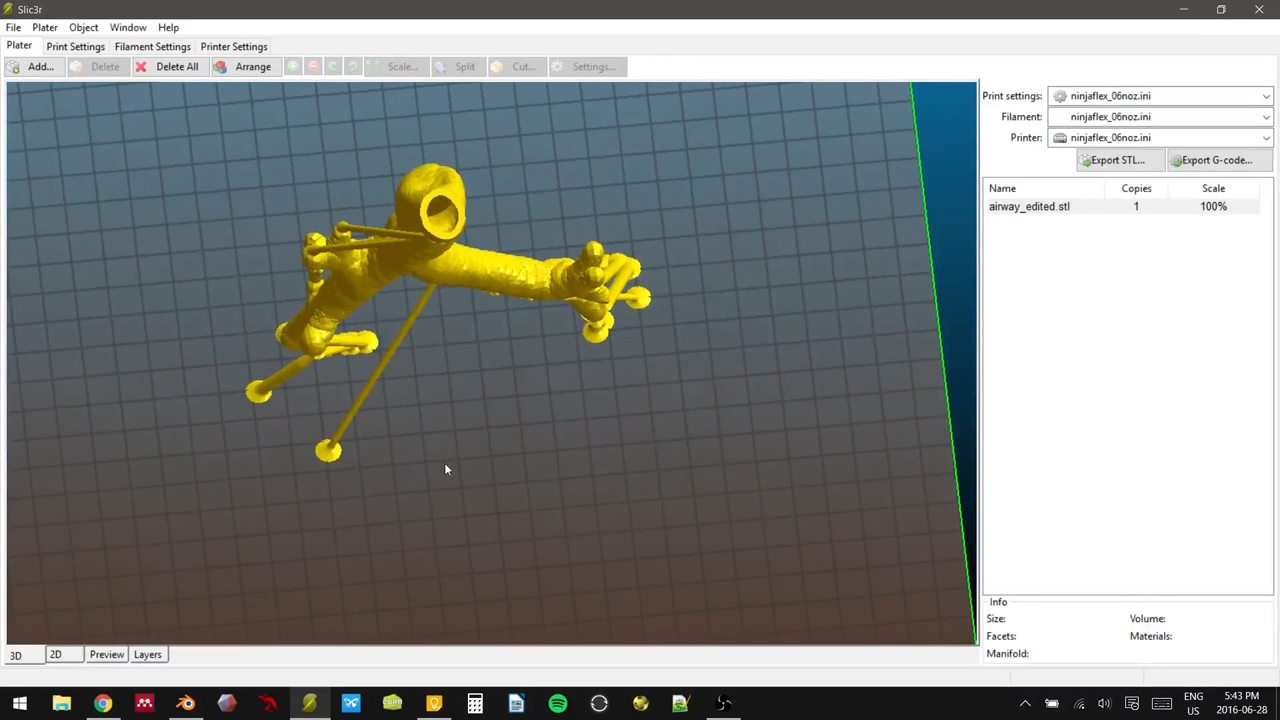 Slic3r
File Plater Object Window Help
Plater Print Settings Filament Settings Printer Settings
Add... Delete Delete All Arrange Scale... Split Cut... Settings...
Print settings: ninjaflex_06noz.ini
Filament: ninjaflex_06noz.ini
Printer: ninjaflex_06noz.ini
Export STL... Export G-code...
Name Copies Scale
airway_edited.stl 1 100%
Info
Size: Volume:
Facets: Materials:
Manifold:
3D 2D Preview Layers
CURA
ENG 5:43 PM
US 2016-06-28